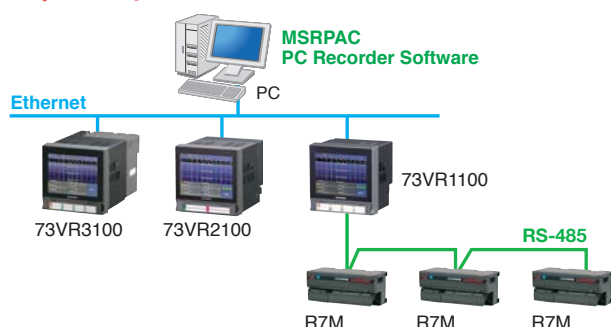 MSRPAC
PC Recorder Software
PC
Ethernet
73VR3100
73VR2100
73VR1100
RS-485
R7M
R7M
R7M